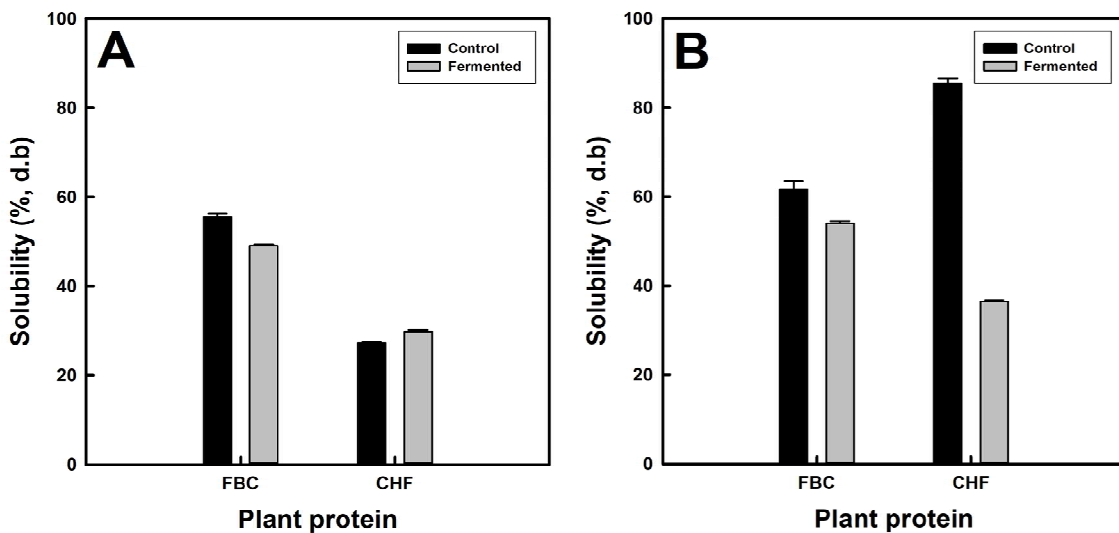 A
Control
Fermented
Solubility (%, d.b)
100
80
60
40
20
0
FBC CHF
Plant protein
B
Control
Fermented
Solubility (%, d.b)
100
80
60
40
20
0
FBC CHF
Plant protein